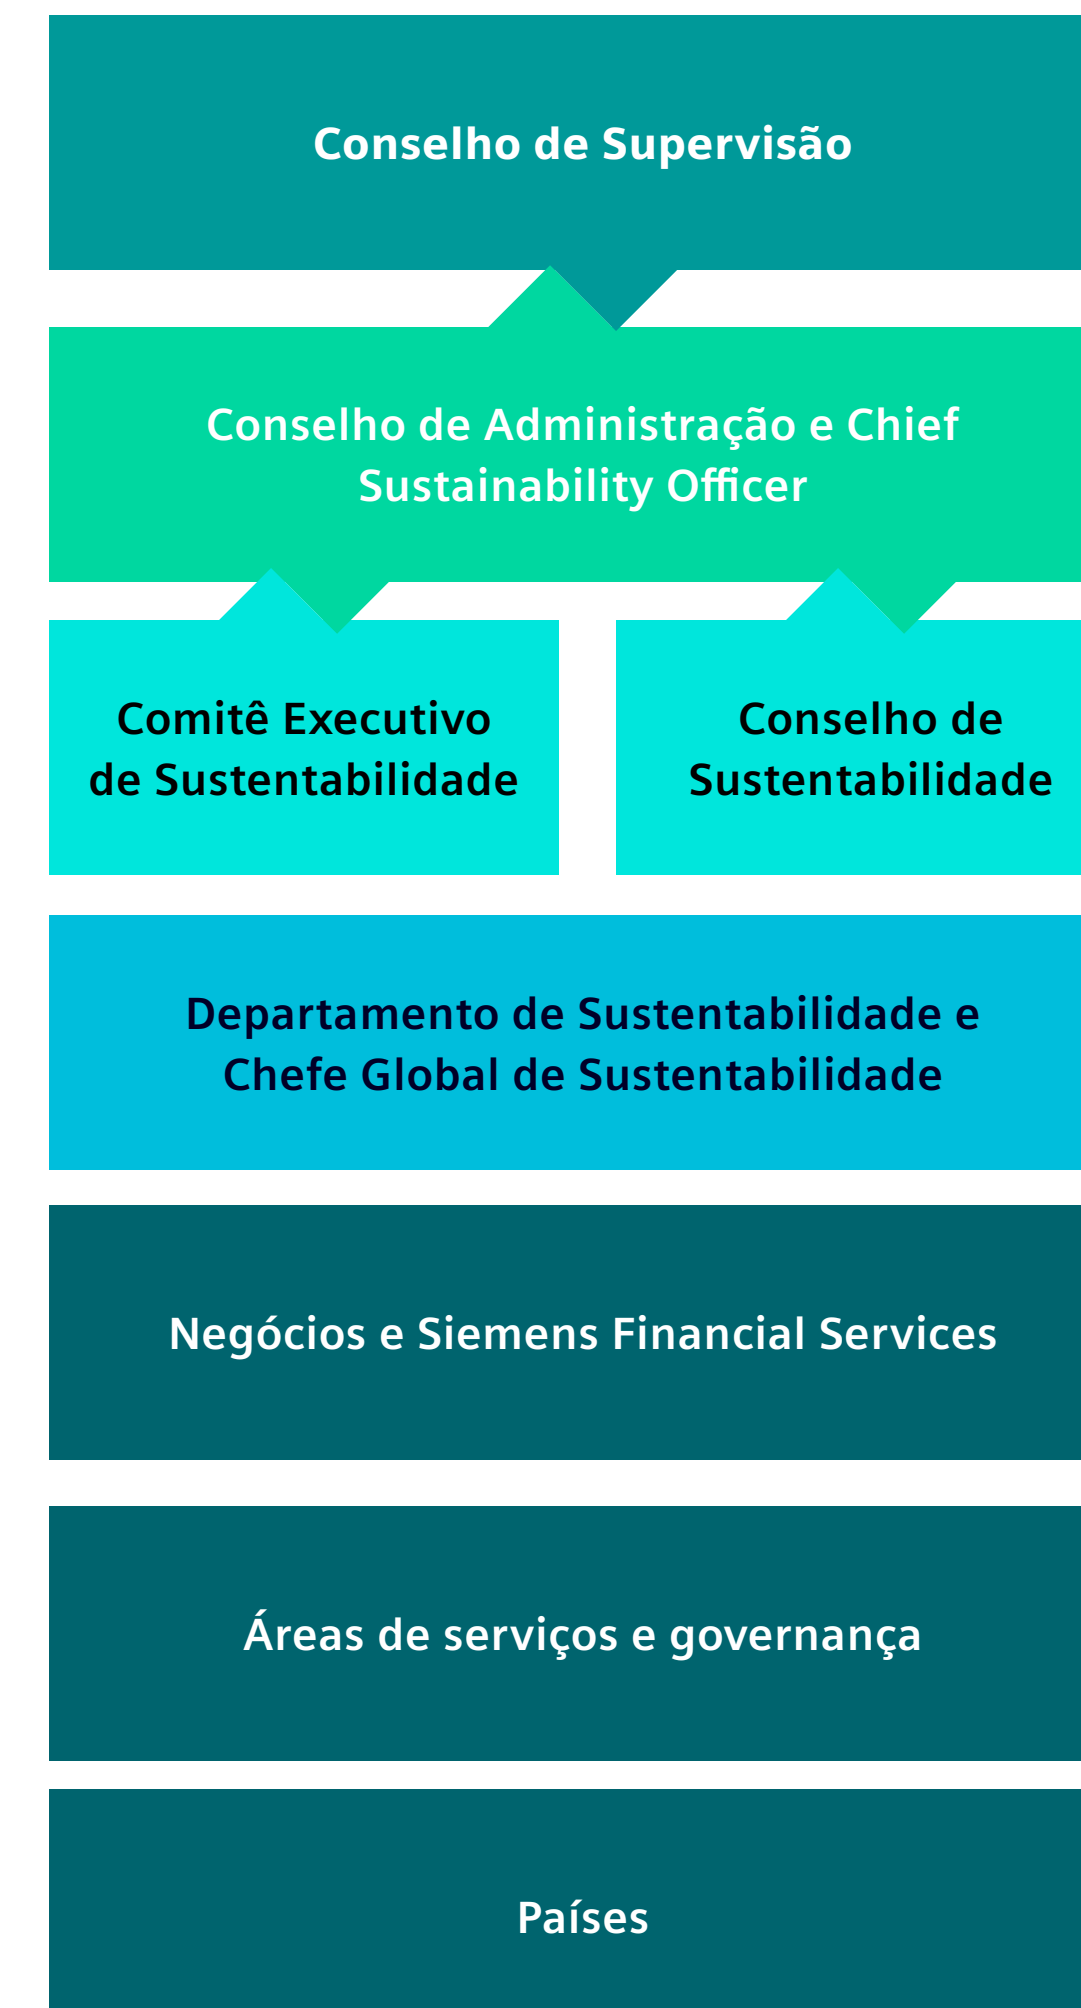 Conselho de Supervisão
Conselho de Administração e Chief
Sustainability Officer
Comitê Executivo
de Sustentabilidade
Conselho de
Sustentabilidade
Departamento de Sustentabilidade e
Chefe Global de Sustentabilidade
Negócios e Siemens Financial Services
Áreas de serviços e governança
Países